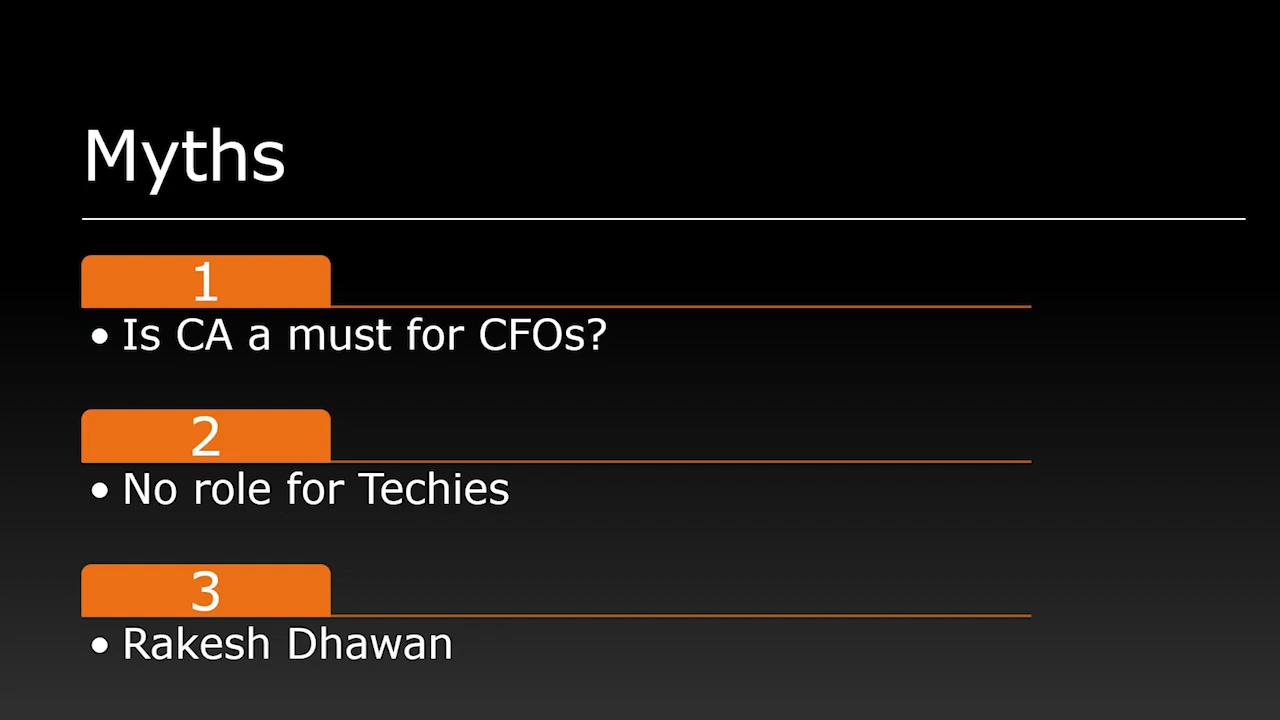 Myths
1
• Is CA a must for CFOs?
2
• No role for Techies
3
• Rakesh Dhawan